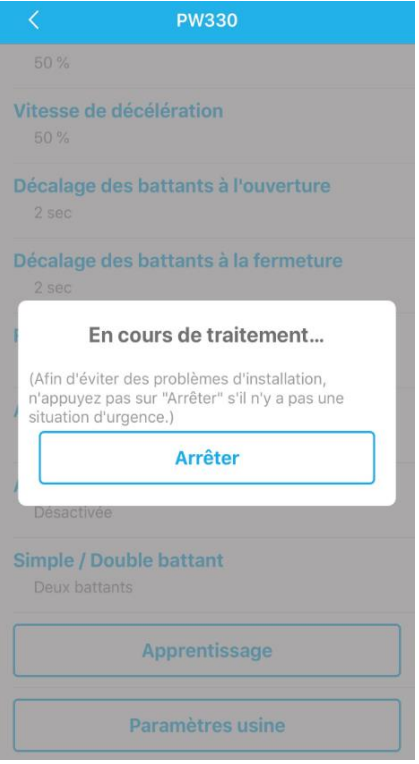 PW330
50 %
Vitesse de décélération
50 %
Décalage des battants à l'ouverture
2 sec
Décalage des battants à la fermeture
2 sec
En cours de traitement...
(Afin d'éviter des problèmes d'installation,
n'appuyez pas sur "Arrêter" s'il n'y a pas une
situation d'urgence.)
Arrêter
Désactivée
Simple / Double battant
Deux battants
Apprentissage
Paramètres usine